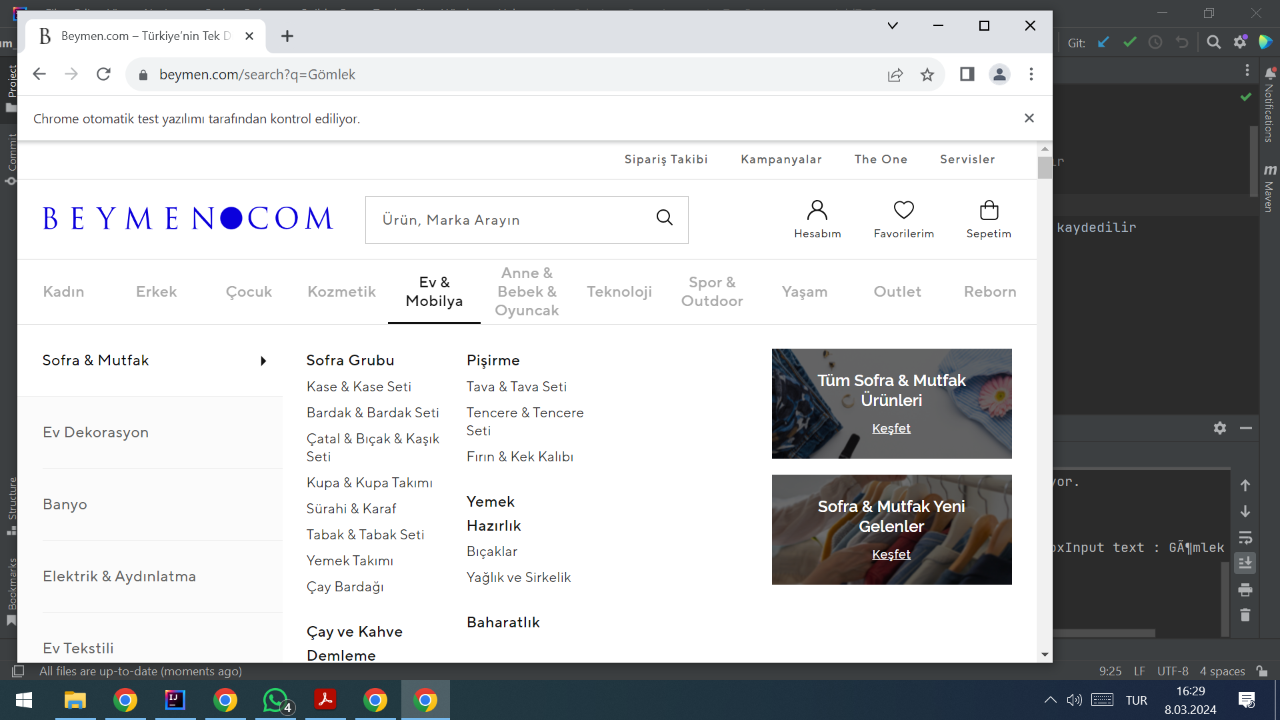 Beymen.com – Türkiye'nin Tek D
beymen.com/search?q=Gömlek
Git:
Chrome otomatik test yazılımı tarafından kontrol ediliyor.
Project
Commit
Structure
Bookmarks
Notifications
Maven
Sipariş Takibi
Kampanyalar
The One
Servisler
BEYMEN COM
Ürün, Marka Arayın
Hesabım
Favorilerim
Sepetim
kaydedilir
Kadın
Erkek
Çocuk
Kozmetik
Ev &
Mobilya
Anne &
Bebek &
Oyuncak
Teknoloji
Spor &
Outdoor
Yaşam
Outlet
Reborn
Sofra & Mutfak
Ev Dekorasyon
Banyo
Elektrik & Aydınlatma
Ev Tekstili
Sofra Grubu
Kase & Kase Seti
Bardak & Bardak Seti
Çatal & Bıçak & Kaşık
Seti
Kupa & Kupa Takımı
Sürahi & Karaf
Tabak & Tabak Seti
Yemek Takımı
Çay Bardağı
Çay ve Kahve
Demleme
Pişirme
Tava & Tava Seti
Tencere & Tencere
Seti
Fırın & Kek Kalıbı
Yemek
Hazırlık
Bıçaklar
Yağlık ve Sirkelik
Baharatlık
Tüm Sofra & Mutfak
Ürünleri
Keşfet
Sofra & Mutfak Yeni
Gelenler
Keşfet
yor.
oxInput text : GÃ¶mlek
All files are up-to-date (moments ago)
9:25
LF
UTF-8
4 spaces
4
TUR
16:29
8.03.2024